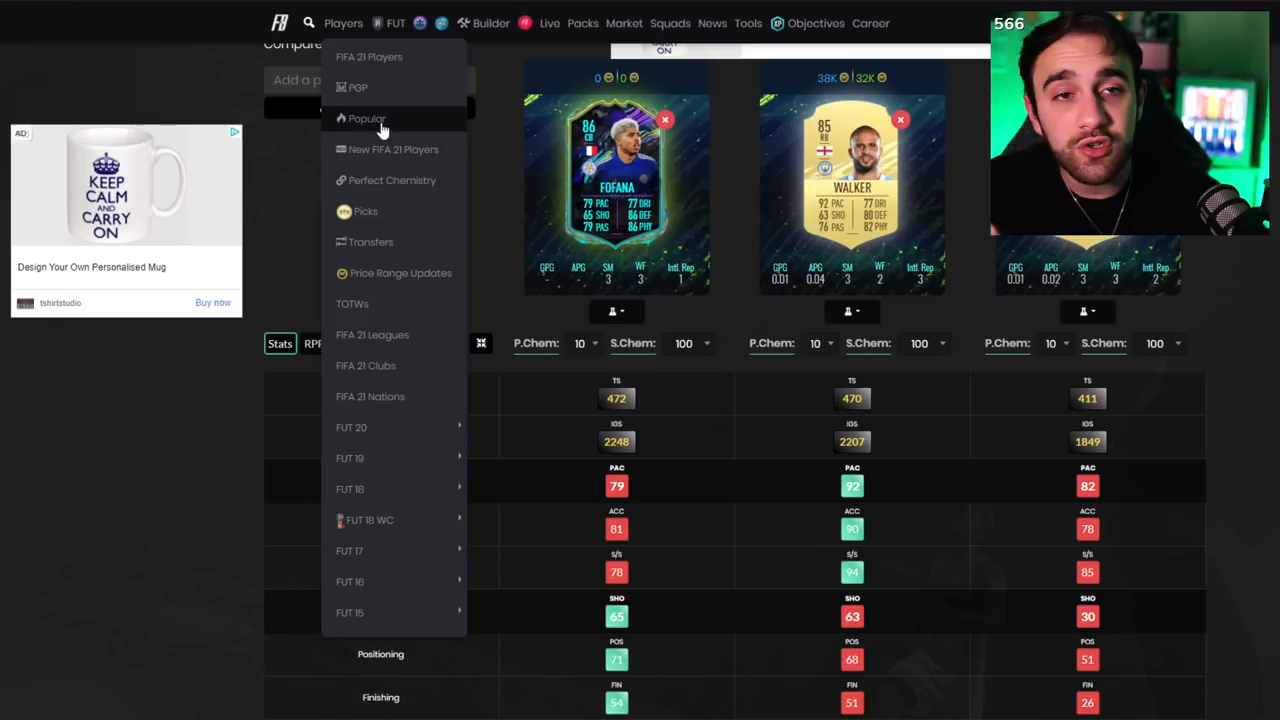 Players FUT Builder Live Packs Market Squads News Tools Objectives Career
566
Compare
CARRY
ON
Add a p
FIFA 21 Players
PGP
Popular
New FIFA 21 Players
Perfect Chemistry
Picks
Transfers
Price Range Updates
TOTWs
FIFA 21 Leagues
FIFA 21 Clubs
FIFA 21 Nations
FUT 20
FUT 19
FUT 18
FUT 18 WC
FUT 17
FUT 16
FUT 15
AD
KEEP
CALM
AND
CARRY
ON
Design Your Own Personalised Mug
tshirtstudio
Buy now
0 | 0
86
FOFANA
79 PAC 77 DRI
65 SHO 86 DEF
79 PAS 86 PHY
GPG APG SM WF Intl. Rep
- - 3 3 1
38K 32K
85
RB
WALKER
92 PAC 77 DRI
63 SHO 80 DEF
76 PAS 82 PHY
GPG APG SM WF Intl. Rep
0.01 0.04 3 2 3
GPG APG SM WF Intl. Rep
0.01 0.02 3 3 3
Stats RPP
P.Chem: 10 S.Chem: 100
P.Chem: 10 S.Chem: 100
P.Chem: 10 S.Chem: 100
TS TS TS
472 470 411
IGS IGS IGS
2248 2207 1849
PAC PAC PAC
79 92 82
ACC ACC ACC
81 90 78
S/S S/S S/S
78 94 85
SHO SHO SHO
65 63 30
POS POS POS
Positioning 71 68 51
FIN FIN FIN
Finishing 54 51 26